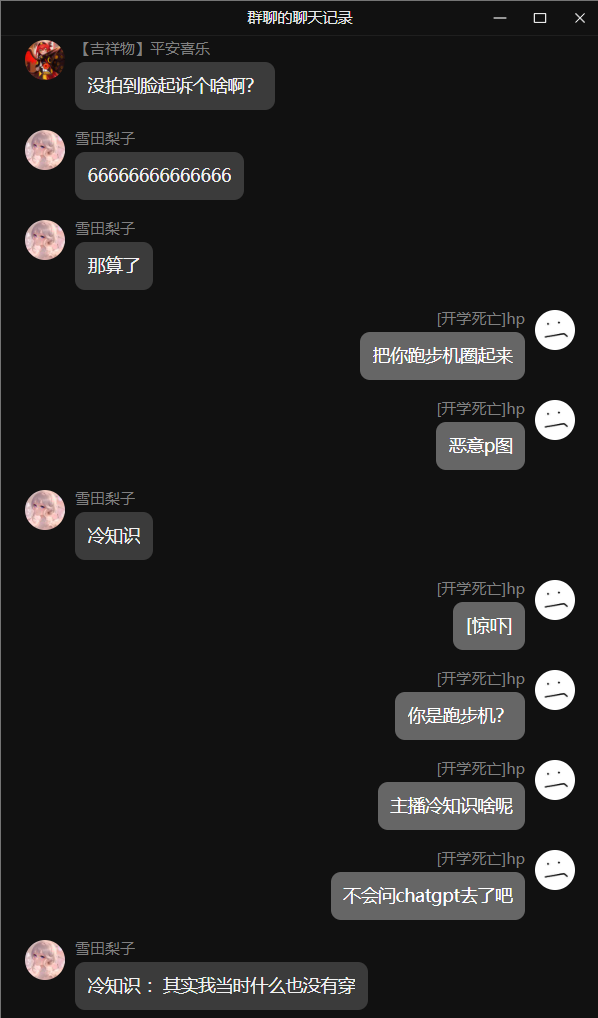 群聊的聊天记录
【吉祥物】平安喜乐
没拍到脸起诉个啥啊？
雪田梨子
66666666666666
雪田梨子
那算了
[开学死亡]hp
把你跑步机圈起来
[开学死亡]hp
恶意p图
雪田梨子
冷知识
[开学死亡]hp
[惊吓]
[开学死亡]hp
你是跑步机？
[开学死亡]hp
主播冷知识啥呢
[开学死亡]hp
不会问chatgpt去了吧
雪田梨子
冷知识： 其实我当时什么也没有穿